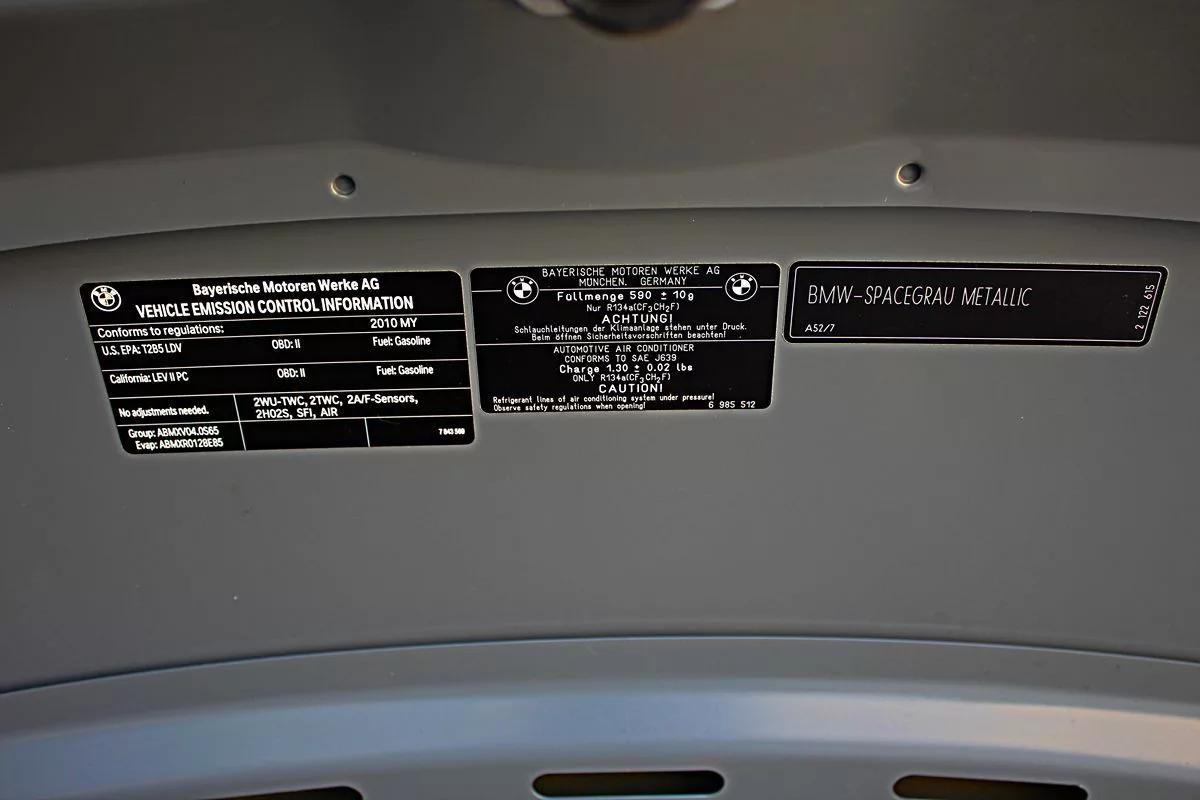 Bayerische Motoren Werke AG
VEHICLE EMISSION CONTROL INFORMATION
Conforms to regulations: 2010 MY
U.S. EPA: T2B5 LDV OBD: II Fuel: Gasoline
California: LEV II PC OBD: II Fuel: Gasoline
No adjustments needed.
2WU-TWC, 2TWC, 2A/F-Sensors,
2HO2S, SFI, AIR
Group: ABMXV04.0S65
Evap: ABMXR0128E85
7 843 569
BAYERISCHE MOTOREN WERKE AG
MÜNCHEN, GERMANY
Füllmenge 590 ± 10g
Nur R134a(CF3CH2F)
ACHTUNG!
Schlauchleitungen der Klimaanlage stehen unter Druck.
Beim öffnen Sicherheitsvorschriften beachten!
AUTOMOTIVE AIR CONDITIONER
CONFORMS TO SAE J639
Charge 1.30 ± 0.02 lbs
ONLY R134a(CF3CH2F)
CAUTION!
Refrigerant lines of air conditioning system under pressure!
Observe safety regulations when opening!
6 985 512
BMW-SPACEGRAU METALLIC
A52/7
2 122 615